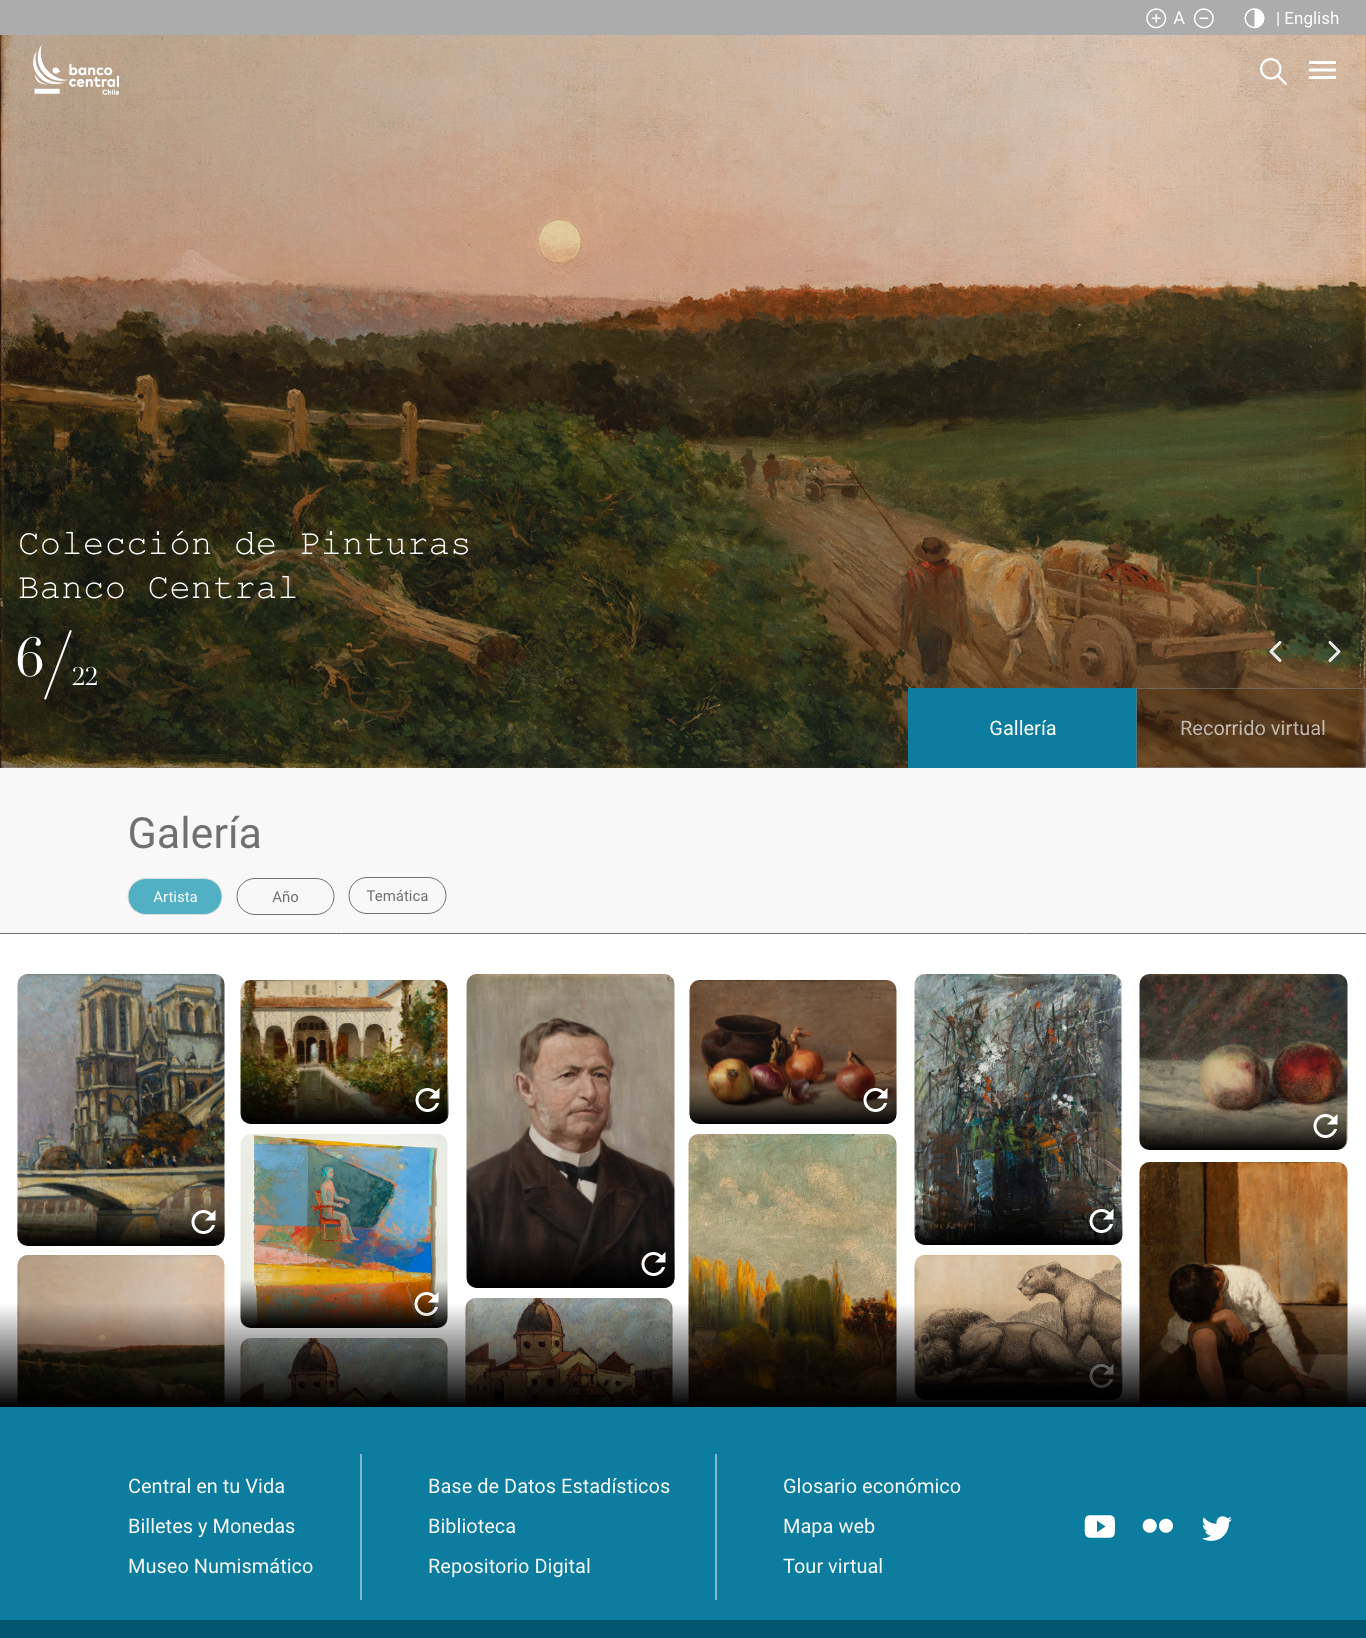 A
| English
banco
central
Chile
Colección de Pinturas
Banco Central
6/22
Gallería
Recorrido virtual
Galería
Artista
Año
Temática
Central en tu Vida
Billetes y Monedas
Museo Numismático
Base de Datos Estadísticos
Biblioteca
Repositorio Digital
Glosario económico
Mapa web
Tour virtual